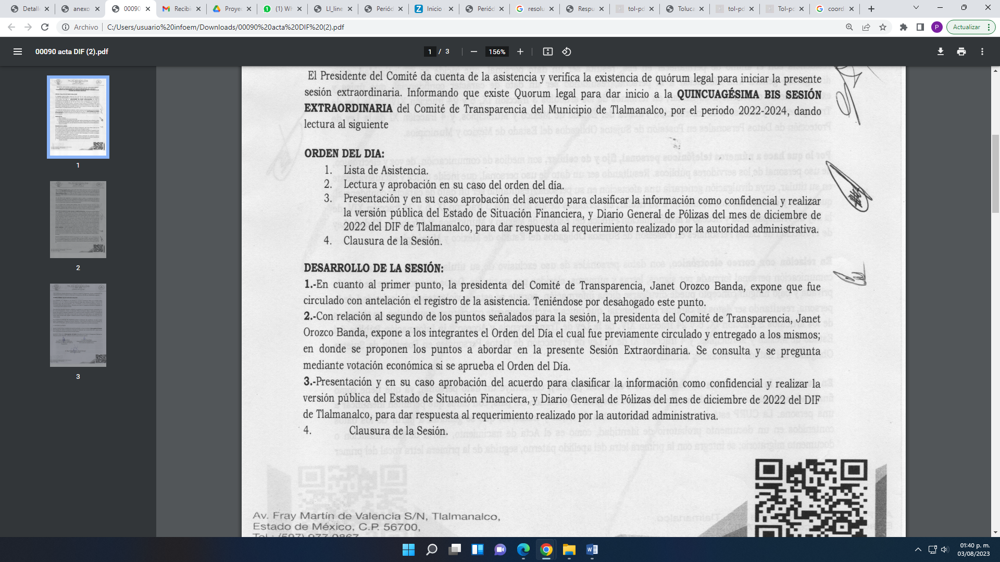 Detall
anexo
00090
Recibi
Proye
(1) Wh
LI_line
Periód
Inicio
Periód
resolu
Respu
tol-pd
Toluca
tol-pd
Tol-pc
coord
Archivo C:/Users/usuario%20infoem/Downloads/00090%20acta%20DIF%20(2).pdf
P
Actualizar
00090 acta DIF (2).pdf
1 / 3
156%
1
2
3
El Presidente del Comité da cuenta de la asistencia y verifica la existencia de quórum legal para iniciar la presente
sesión extraordinaria. Informando que existe Quorum legal para dar inicio a la QUINCUAGÉSIMA BIS SESIÓN
EXTRAORDINARIA del Comité de Transparencia del Municipio de Tlalmanalco, por el periodo 2022-2024, dando
lectura al siguiente
ORDEN DEL DIA:
1. Lista de Asistencia.
2. Lectura y aprobación en su caso del orden del día.
3. Presentación y en su caso aprobación del acuerdo para clasificar la información como confidencial y realizar
la versión pública del Estado de Situación Financiera, y Diario General de Pólizas del mes de diciembre de
2022 del DIF de Tlalmanalco, para dar respuesta al requerimiento realizado por la autoridad administrativa.
4. Clausura de la Sesión.
DESARROLLO DE LA SESIÓN:
1.-En cuanto al primer punto, la presidenta del Comité de Transparencia, Janet Orozco Banda, expone que fue
circulado con antelación el registro de la asistencia. Teniéndose por desahogado este punto.
2.-Con relación al segundo de los puntos señalados para la sesión, la presidenta del Comité de Transparencia, Janet
Orozco Banda, expone a los integrantes el Orden del Día el cual fue previamente circulado y entregado a los mismos;
en donde se proponen los puntos a abordar en la presente Sesión Extraordinaria. Se consulta y se pregunta
mediante votación económica si se aprueba el Orden del Día.
3.-Presentación y en su caso aprobación del acuerdo para clasificar la información como confidencial y realizar la
versión pública del Estado de Situación Financiera, y Diario General de Pólizas del mes de diciembre de 2022 del DIF
de Tlalmanalco, para dar respuesta al requerimiento realizado por la autoridad administrativa.
4. Clausura de la Sesión.
Av. Fray Martín de Valencia S/N, Tlalmanalco,
Estado de México, C.P. 56700,
Tel.: (597) 977 0867
01:40 p. m.
03/08/2023